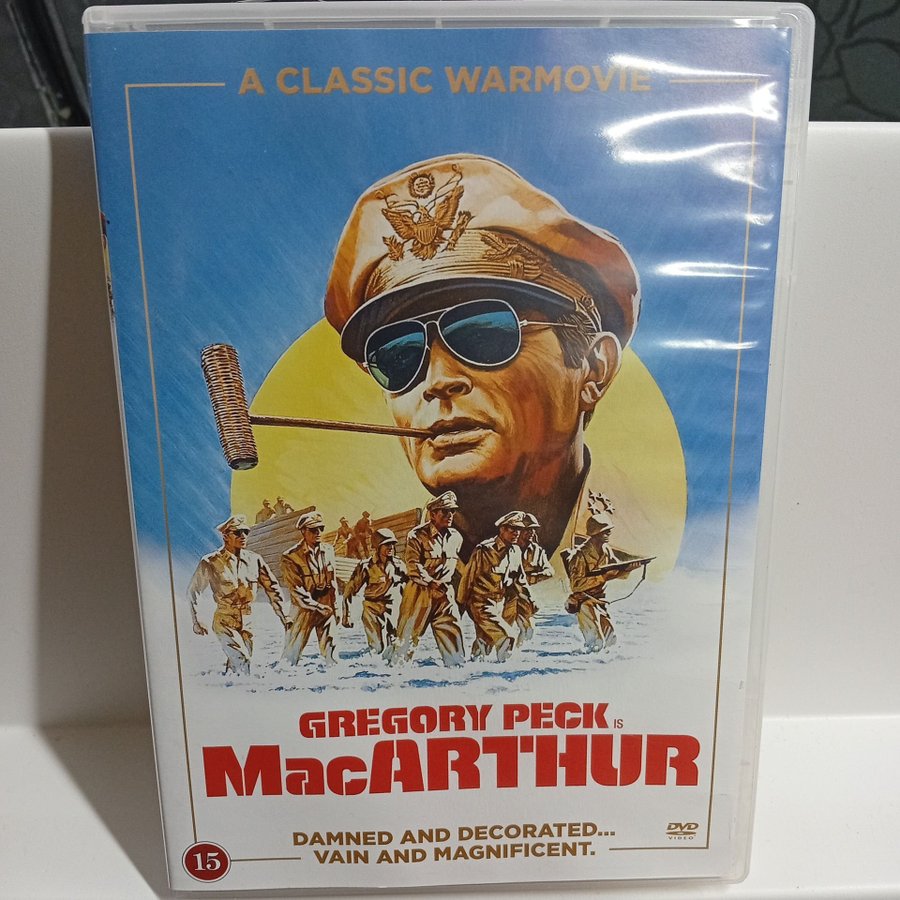 A CLASSIC WARMOVIE
GREGORY PECK IS
MacARTHUR
DAMNED AND DECORATED...
VAIN AND MAGNIFICENT.
DVD
VIDEO
15